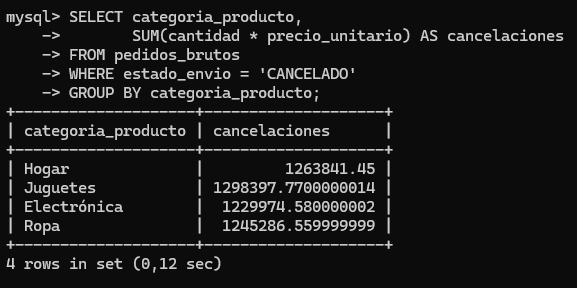 mysql> SELECT categoria_producto,
    ->        SUM(cantidad * precio_unitario) AS cancelaciones
    -> FROM pedidos_brutos
    -> WHERE estado_envio = 'CANCELADO'
    -> GROUP BY categoria_producto;
+--------------------+--------------------+
| categoria_producto | cancelaciones      |
+--------------------+--------------------+
| Hogar              |         1263841.45 |
| Juguetes           | 1298397.7700000014 |
| Electrónica        |  1229974.580000002 |
| Ropa               |  1245286.559999999 |
+--------------------+--------------------+
4 rows in set (0,12 sec)